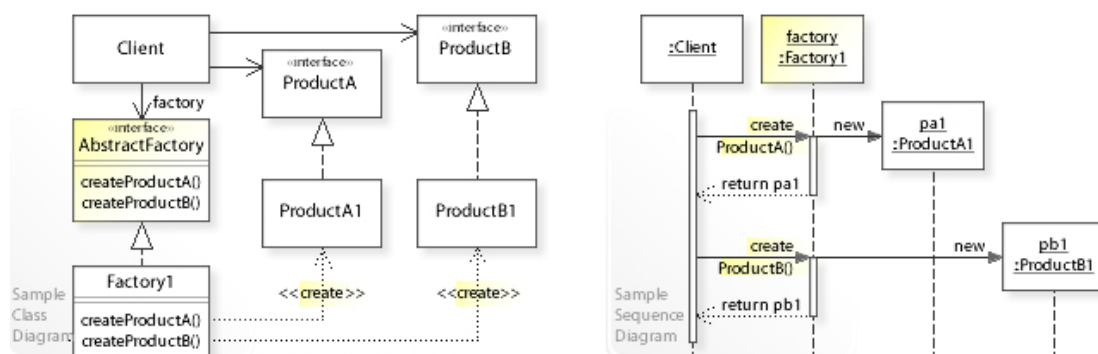 Client
«interface»
ProductB
«interface»
ProductA
factory
«interface»
AbstractFactory
createProductA()
createProductB()
ProductA1
ProductB1
Factory1
createProductA()
createProductB()
<<create>>
<<create>>
Sample
Class
Diagram
:Client
factory
:Factory1
create
ProductA()
new
pa1
:ProductA1
return pa1
create
ProductB()
new
pb1
:ProductB1
return pb1
Sample
Sequence
Diagram